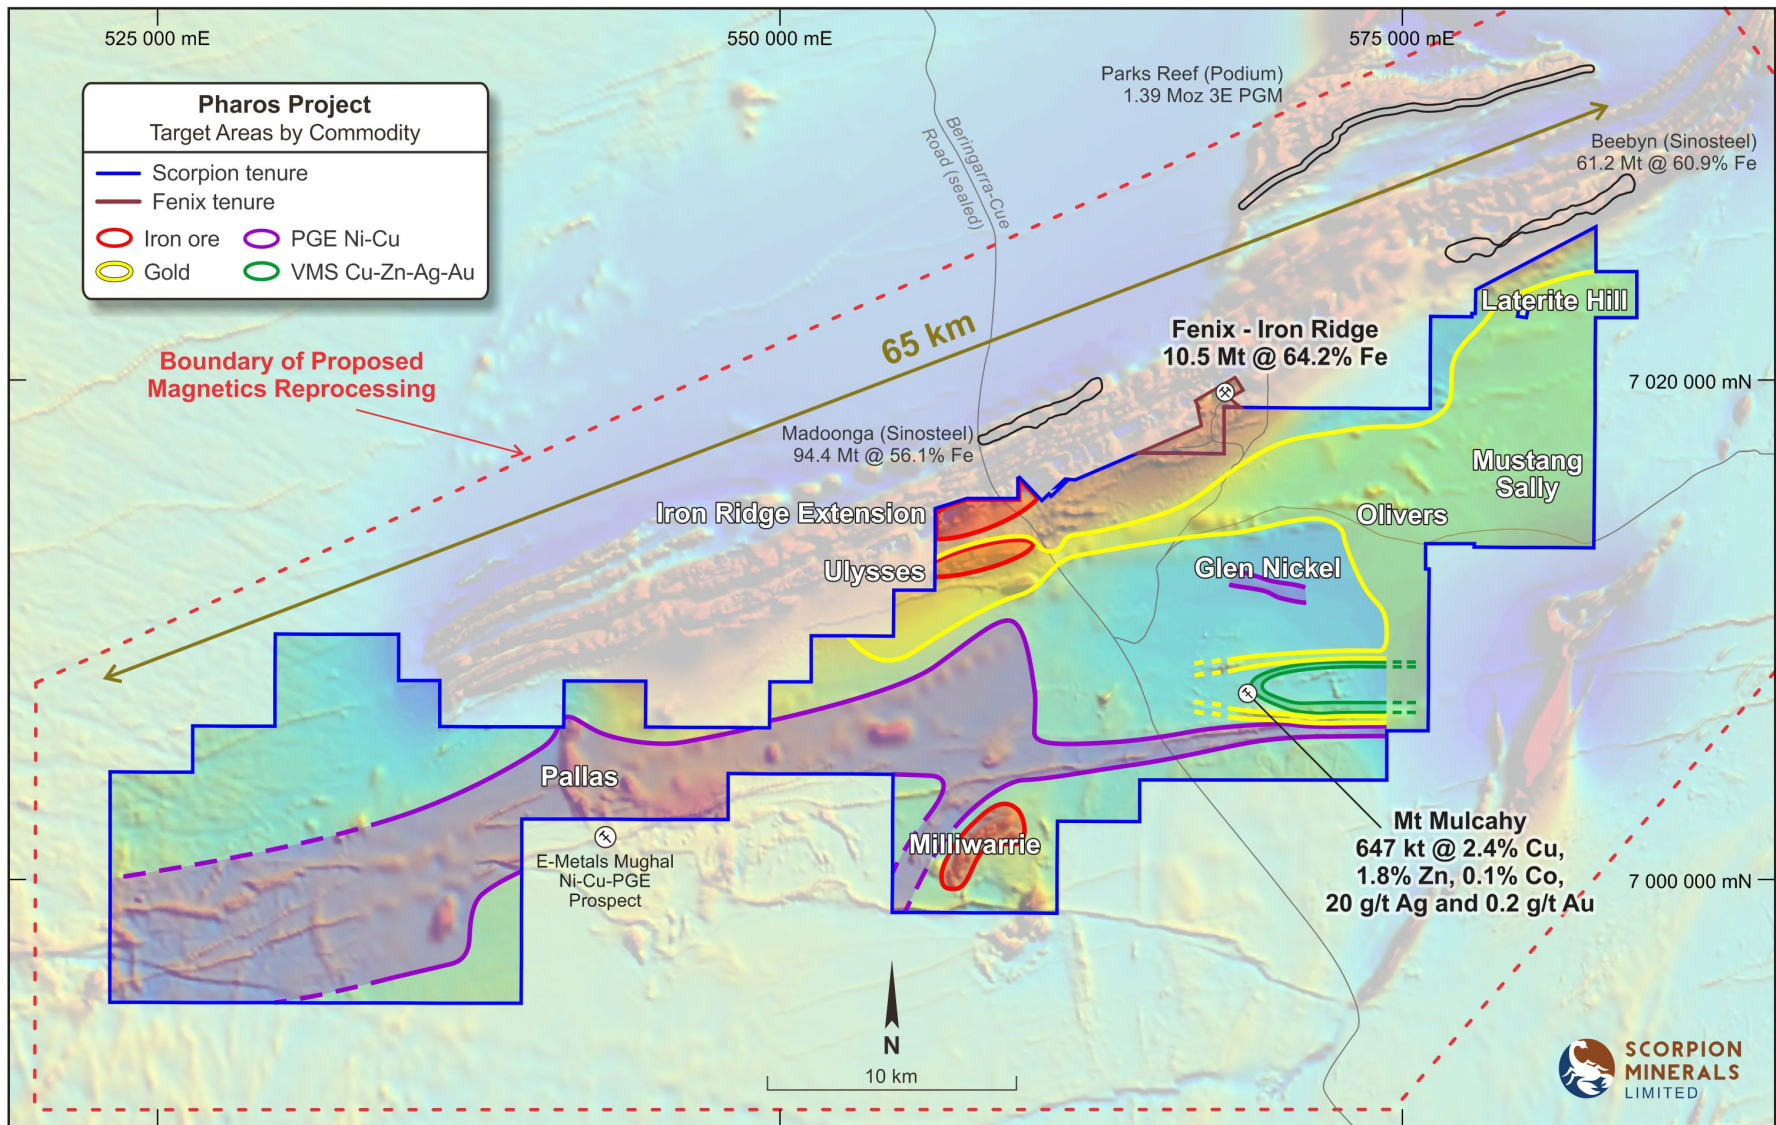 525 000 mE
550 000 mE
575 000 mE
Pharos Project
Target Areas by Commodity
Scorpion tenure
Fenix tenure
Iron ore
PGE Ni-Cu
Gold
VMS Cu-Zn-Ag-Au
Parks Reef (Podium)
1.39 Moz 3E PGM
Beringarra-Cue
Road (sealed)
Beebyn (Sinosteel)
61.2 Mt @ 60.9% Fe
Laterite Hill
65 km
Fenix - Iron Ridge
10.5 Mt @ 64.2% Fe
Boundary of Proposed
Magnetics Reprocessing
7 020 000 mN
Madoonga (Sinosteel)
94.4 Mt @ 56.1% Fe
Mustang
Sally
Iron Ridge Extension
Olivers
Ulysses
Glen Nickel
Pallas
E-Metals Mughal
Ni-Cu-PGE
Prospect
Milliwarrie
Mt Mulcahy
647 kt @ 2.4% Cu,
1.8% Zn, 0.1% Co,
20 g/t Ag and 0.2 g/t Au
7 000 000 mN
N
10 km
SCORPION
MINERALS
LIMITED